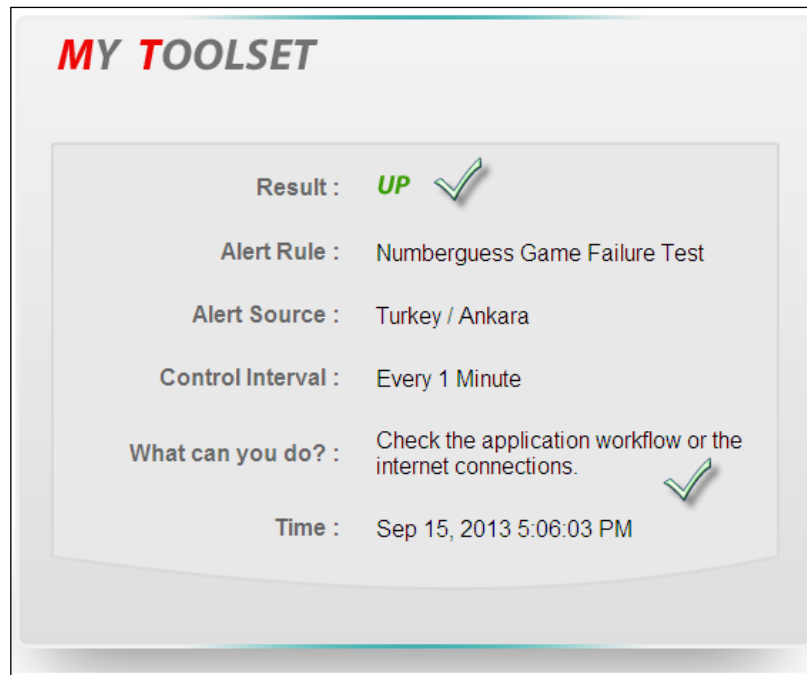 MY TOOLSET
Result : UP
Alert Rule : Numberguess Game Failure Test
Alert Source : Turkey / Ankara
Control Interval : Every 1 Minute
What can you do? : Check the application workflow or the
internet connections.
Time : Sep 15, 2013 5:06:03 PM